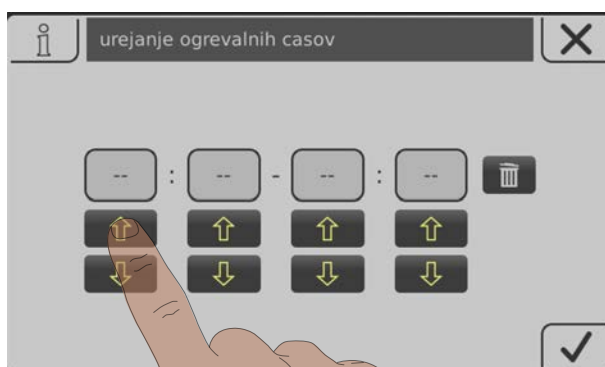 urejanje ogrevalnih casov
-- : -- - -- : --